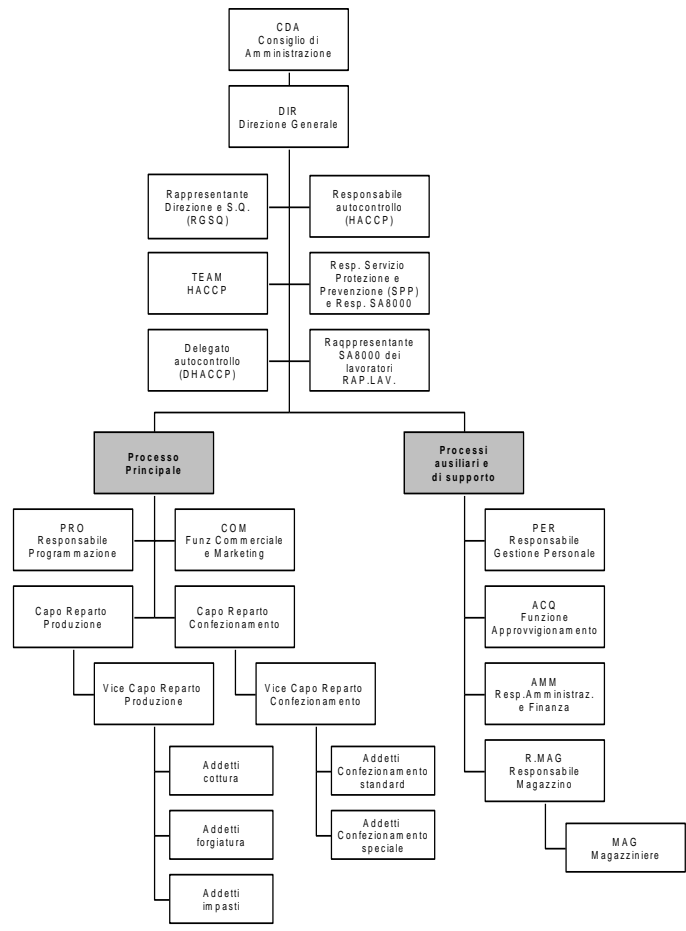 CDA
Consiglio di
Amministrazione
DIR
Direzione Generale
Rappresentante
Direzione e S.Q.
(RGSQ)
Responsabile
autocontrollo
(HACCP)
TEAM
HACCP
Resp. Servizio
Protezione e
Prevenzione (SPP)
e Resp. SA8000
Delegato
autocontrollo
(DHACCP)
Raqppresentante
SA8000 dei
lavoratori
RAP.LAV.
Processo
Principale
Processi
ausiliari e
di supporto
PRO
Responsabile
Programmazione
COM
Funz Commerciale
e Marketing
PER
Responsabile
Gestione Personale
Capo Reparto
Produzione
Capo Reparto
Confezionamento
ACQ
Funzione
Approvvigionamento
Vice Capo Reparto
Produzione
Vice Capo Reparto
Confezionamento
AMM
Resp.Amministraz.
e Finanza
Addetti
cottura
Addetti
Confezionamento
standard
R.MAG
Responsabile
Magazzino
Addetti
forgiatura
Addetti
Confezionamento
speciale
MAG
Magazziniere
Addetti
impasti